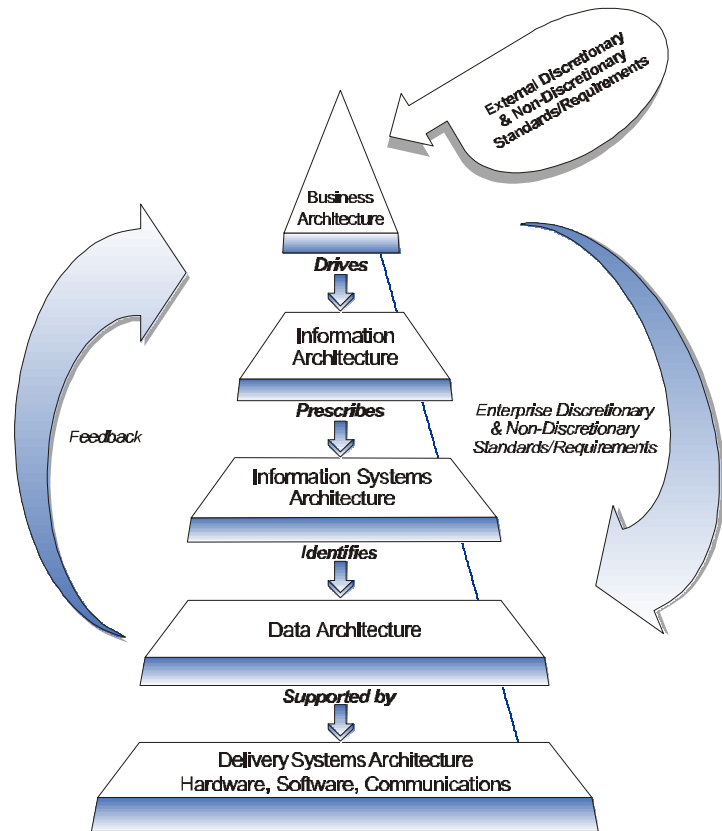 External Discretionary
& Non-Discretionary
Standards/Requirements
Business
Architecture
Drives
Information
Architecture
Prescribes
Feedback
Enterprise Discretionary
& Non-Discretionary
Standards/Requirements
Information Systems
Architecture
Identifies
Data Architecture
Supported by
Delivery Systems Architecture
Hardware, Software, Communications